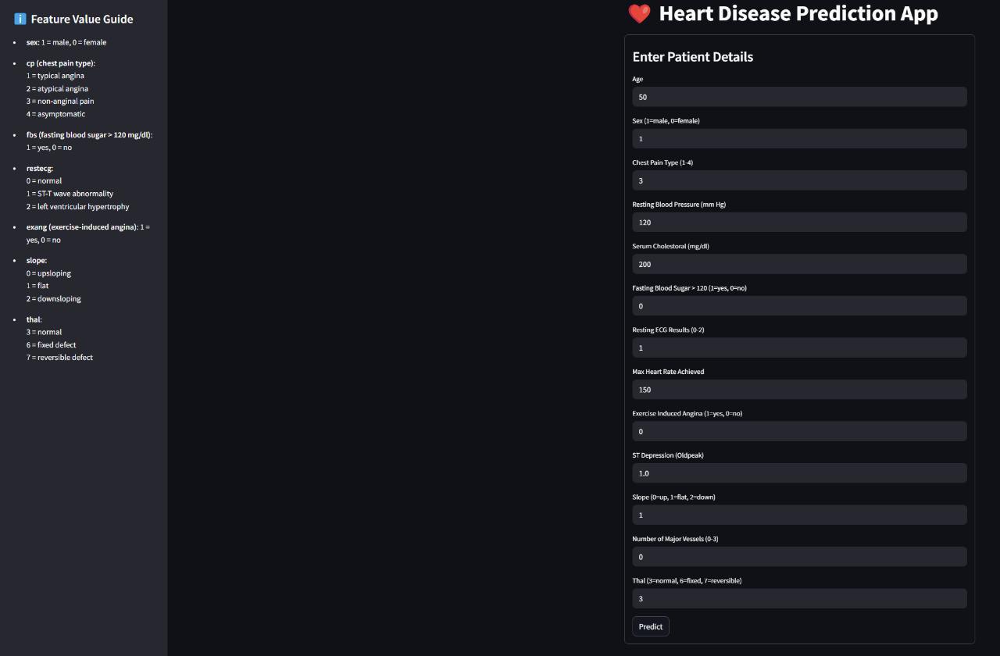 Feature Value Guide
• sex: 1 = male, 0 = female
• cp (chest pain type):
1 = typical angina
2 = atypical angina
3 = non-anginal pain
4 = asymptomatic
• fbs (fasting blood sugar > 120 mg/dl):
1 = yes, 0 = no
• restecg:
0 = normal
1 = ST-T wave abnormality
2 = left ventricular hypertrophy
• exang (exercise-induced angina): 1 =
yes, 0 = no
• slope:
0 = upsloping
1 = flat
2 = downsloping
• thal:
3 = normal
6 = fixed defect
7 = reversible defect
Heart Disease Prediction App
Enter Patient Details
Age
50
Sex (1=male, 0=female)
1
Chest Pain Type (1-4)
3
Resting Blood Pressure (mm Hg)
120
Serum Cholestoral (mg/dl)
200
Fasting Blood Sugar > 120 (1=yes, 0=no)
0
Resting ECG Results (0-2)
1
Max Heart Rate Achieved
150
Exercise Induced Angina (1=yes, 0=no)
0
ST Depression (Oldpeak)
1.0
Slope (0=up, 1=flat, 2=down)
1
Number of Major Vessels (0-3)
0
Thal (3=normal, 6=fixed, 7=reversible)
3
Predict